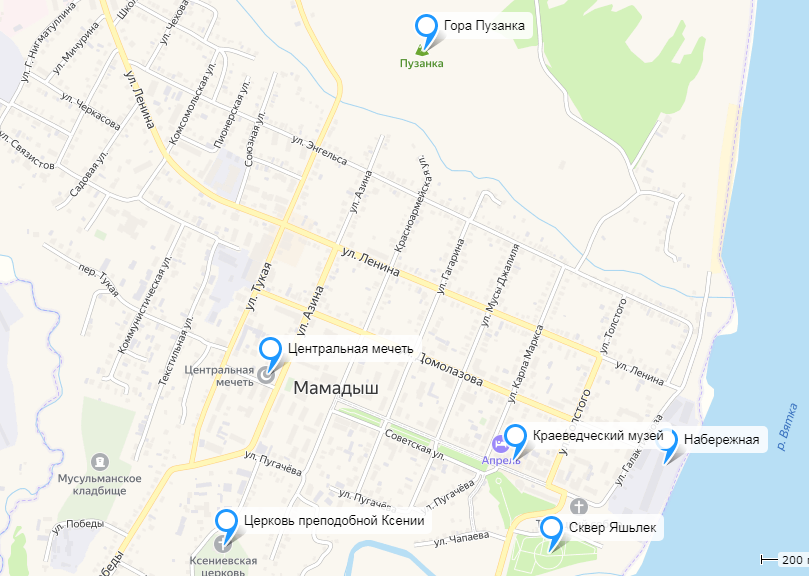 Гора Пузанка
Пузанка
ул. Г. Нигматуллина
ул. Мичурина
ул. Чехова
ул. Ленина
ул. Черкасова
Комсомольская ул.
Пионерская ул.
Союзная ул.
Садовая ул.
ул. Связистов
ул. Энгельса
ул. Азина
Красноармейская ул.
ул. Гагарина
ул. Мусы Джалиля
ул. Ленина
пер. Тукая
ул. Тукая
ул. Азина
Коммунистическая ул.
Текстильная ул.
ул. Карла Маркса
ул. Толстого
ул. Ленина
Центральная мечеть
Центральная
мечеть
Домолазова
Мамадыш
Советская ул.
Краеведческий музей
Апрель
Набережная
р. Вятка
Мусульманское
кладбище
ул. Пугачёва
ул. Пугачёва
ул. Пугачёва
ул. Победы
Церковь преподобной Ксении
Ксениевская
церковь
ул. Чапаева
Сквер Яшьлек
200